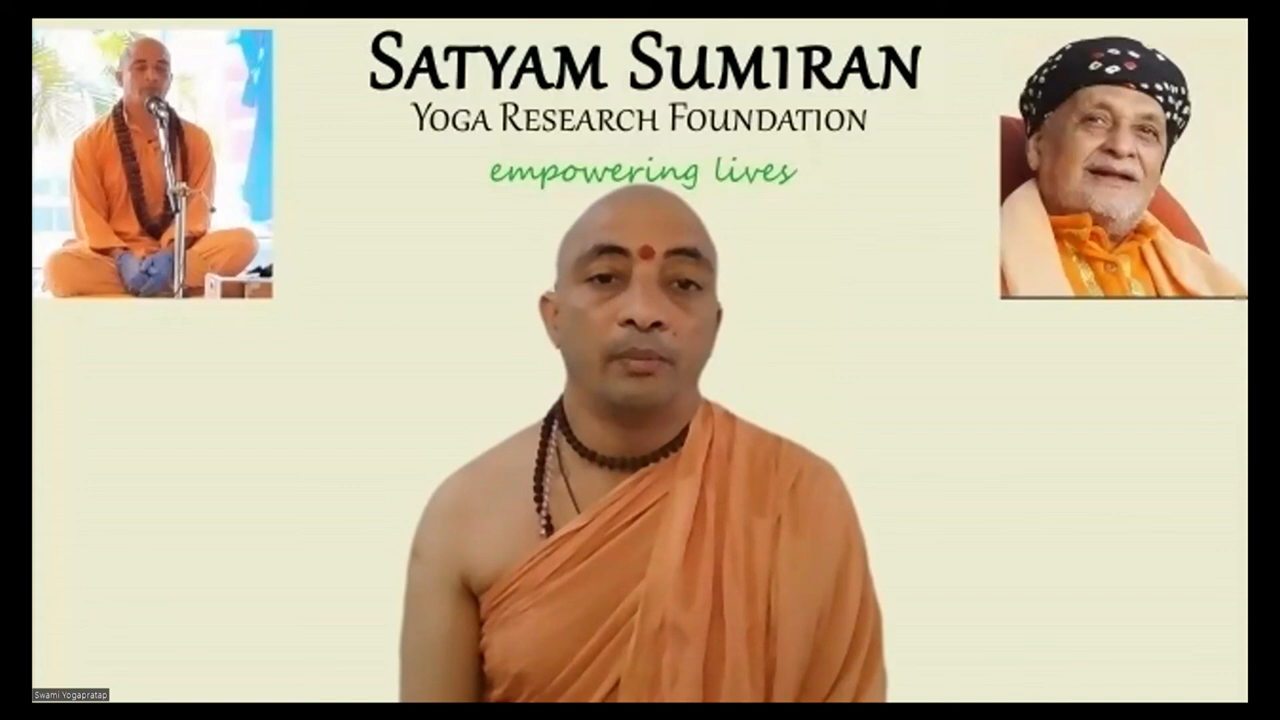 Satyam Sumiran
Yoga Research Foundation
empowering lives
Swami Yogapratap